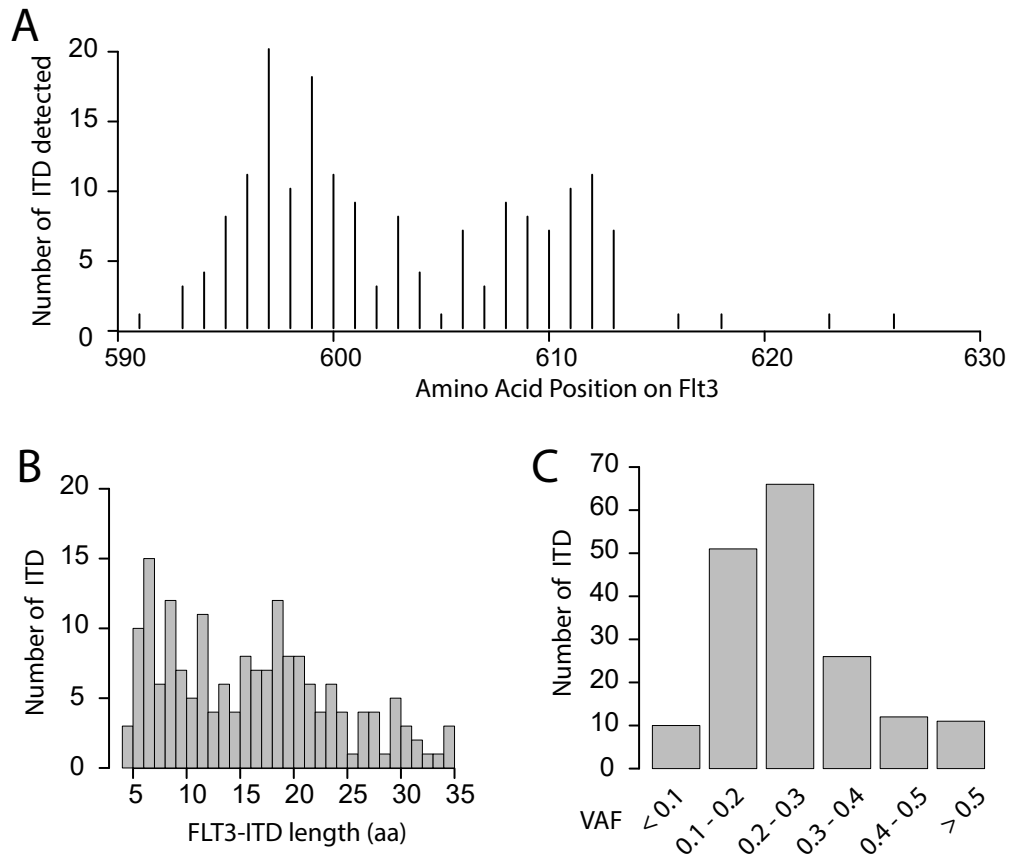 A
Number of ITD detected
20
15
10
5
0
590 600 610 620 630
Amino Acid Position on Flt3
B
Number of ITD
20
15
10
5
0
5 10 15 20 25 30 35
FLT3-ITD length (aa)
C
Number of ITD
70
60
50
40
30
20
10
0
VAF < 0.1 0.1 - 0.2 0.2 - 0.3 0.3 - 0.4 0.4 - 0.5 > 0.5